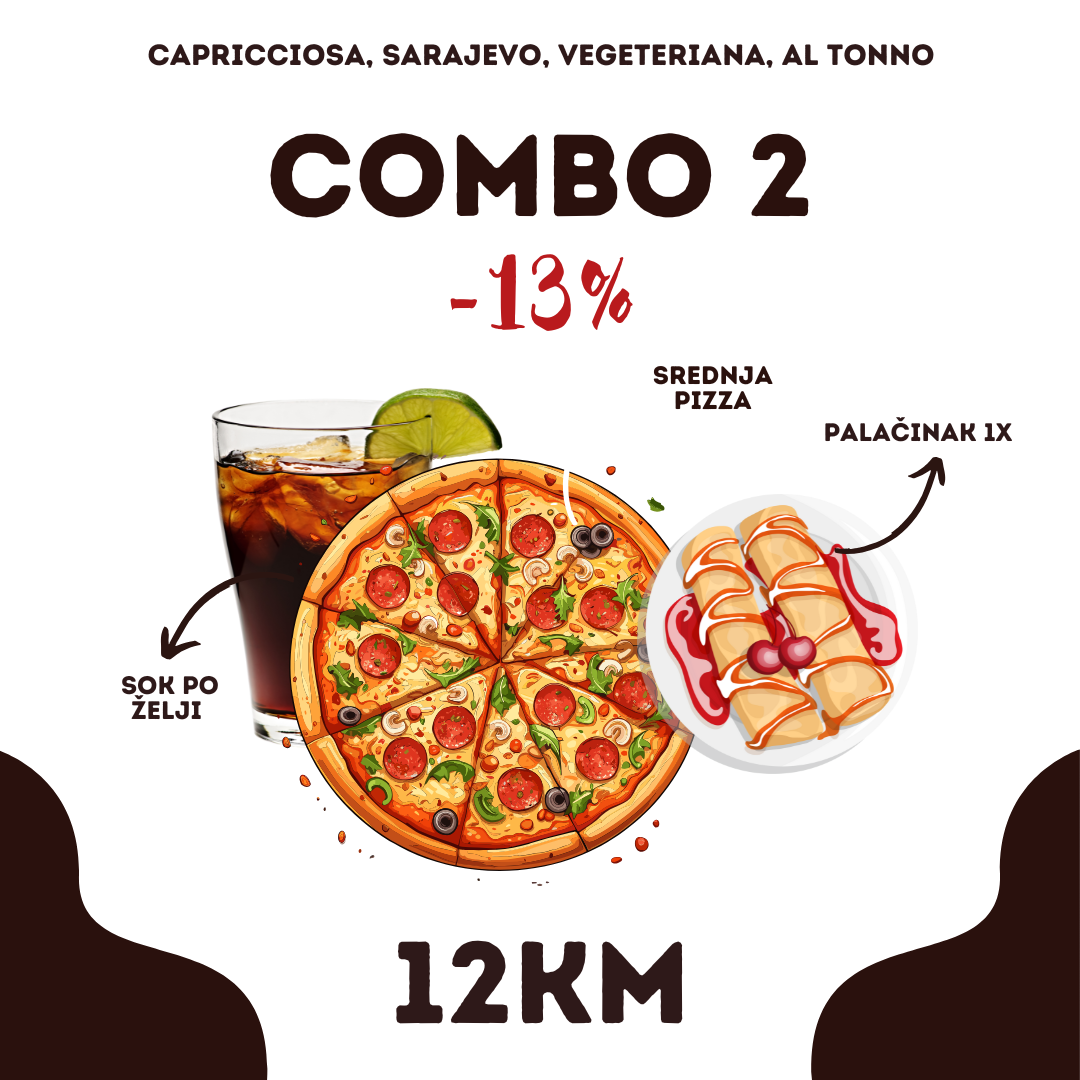 CAPRICCIOSA, SARAJEVO, VEGETERIANA, AL TONNO
COMBO 2
-13%
SREDNJA
PIZZA
PALAČINAK 1X
SOK PO
ŽELJI
12KM